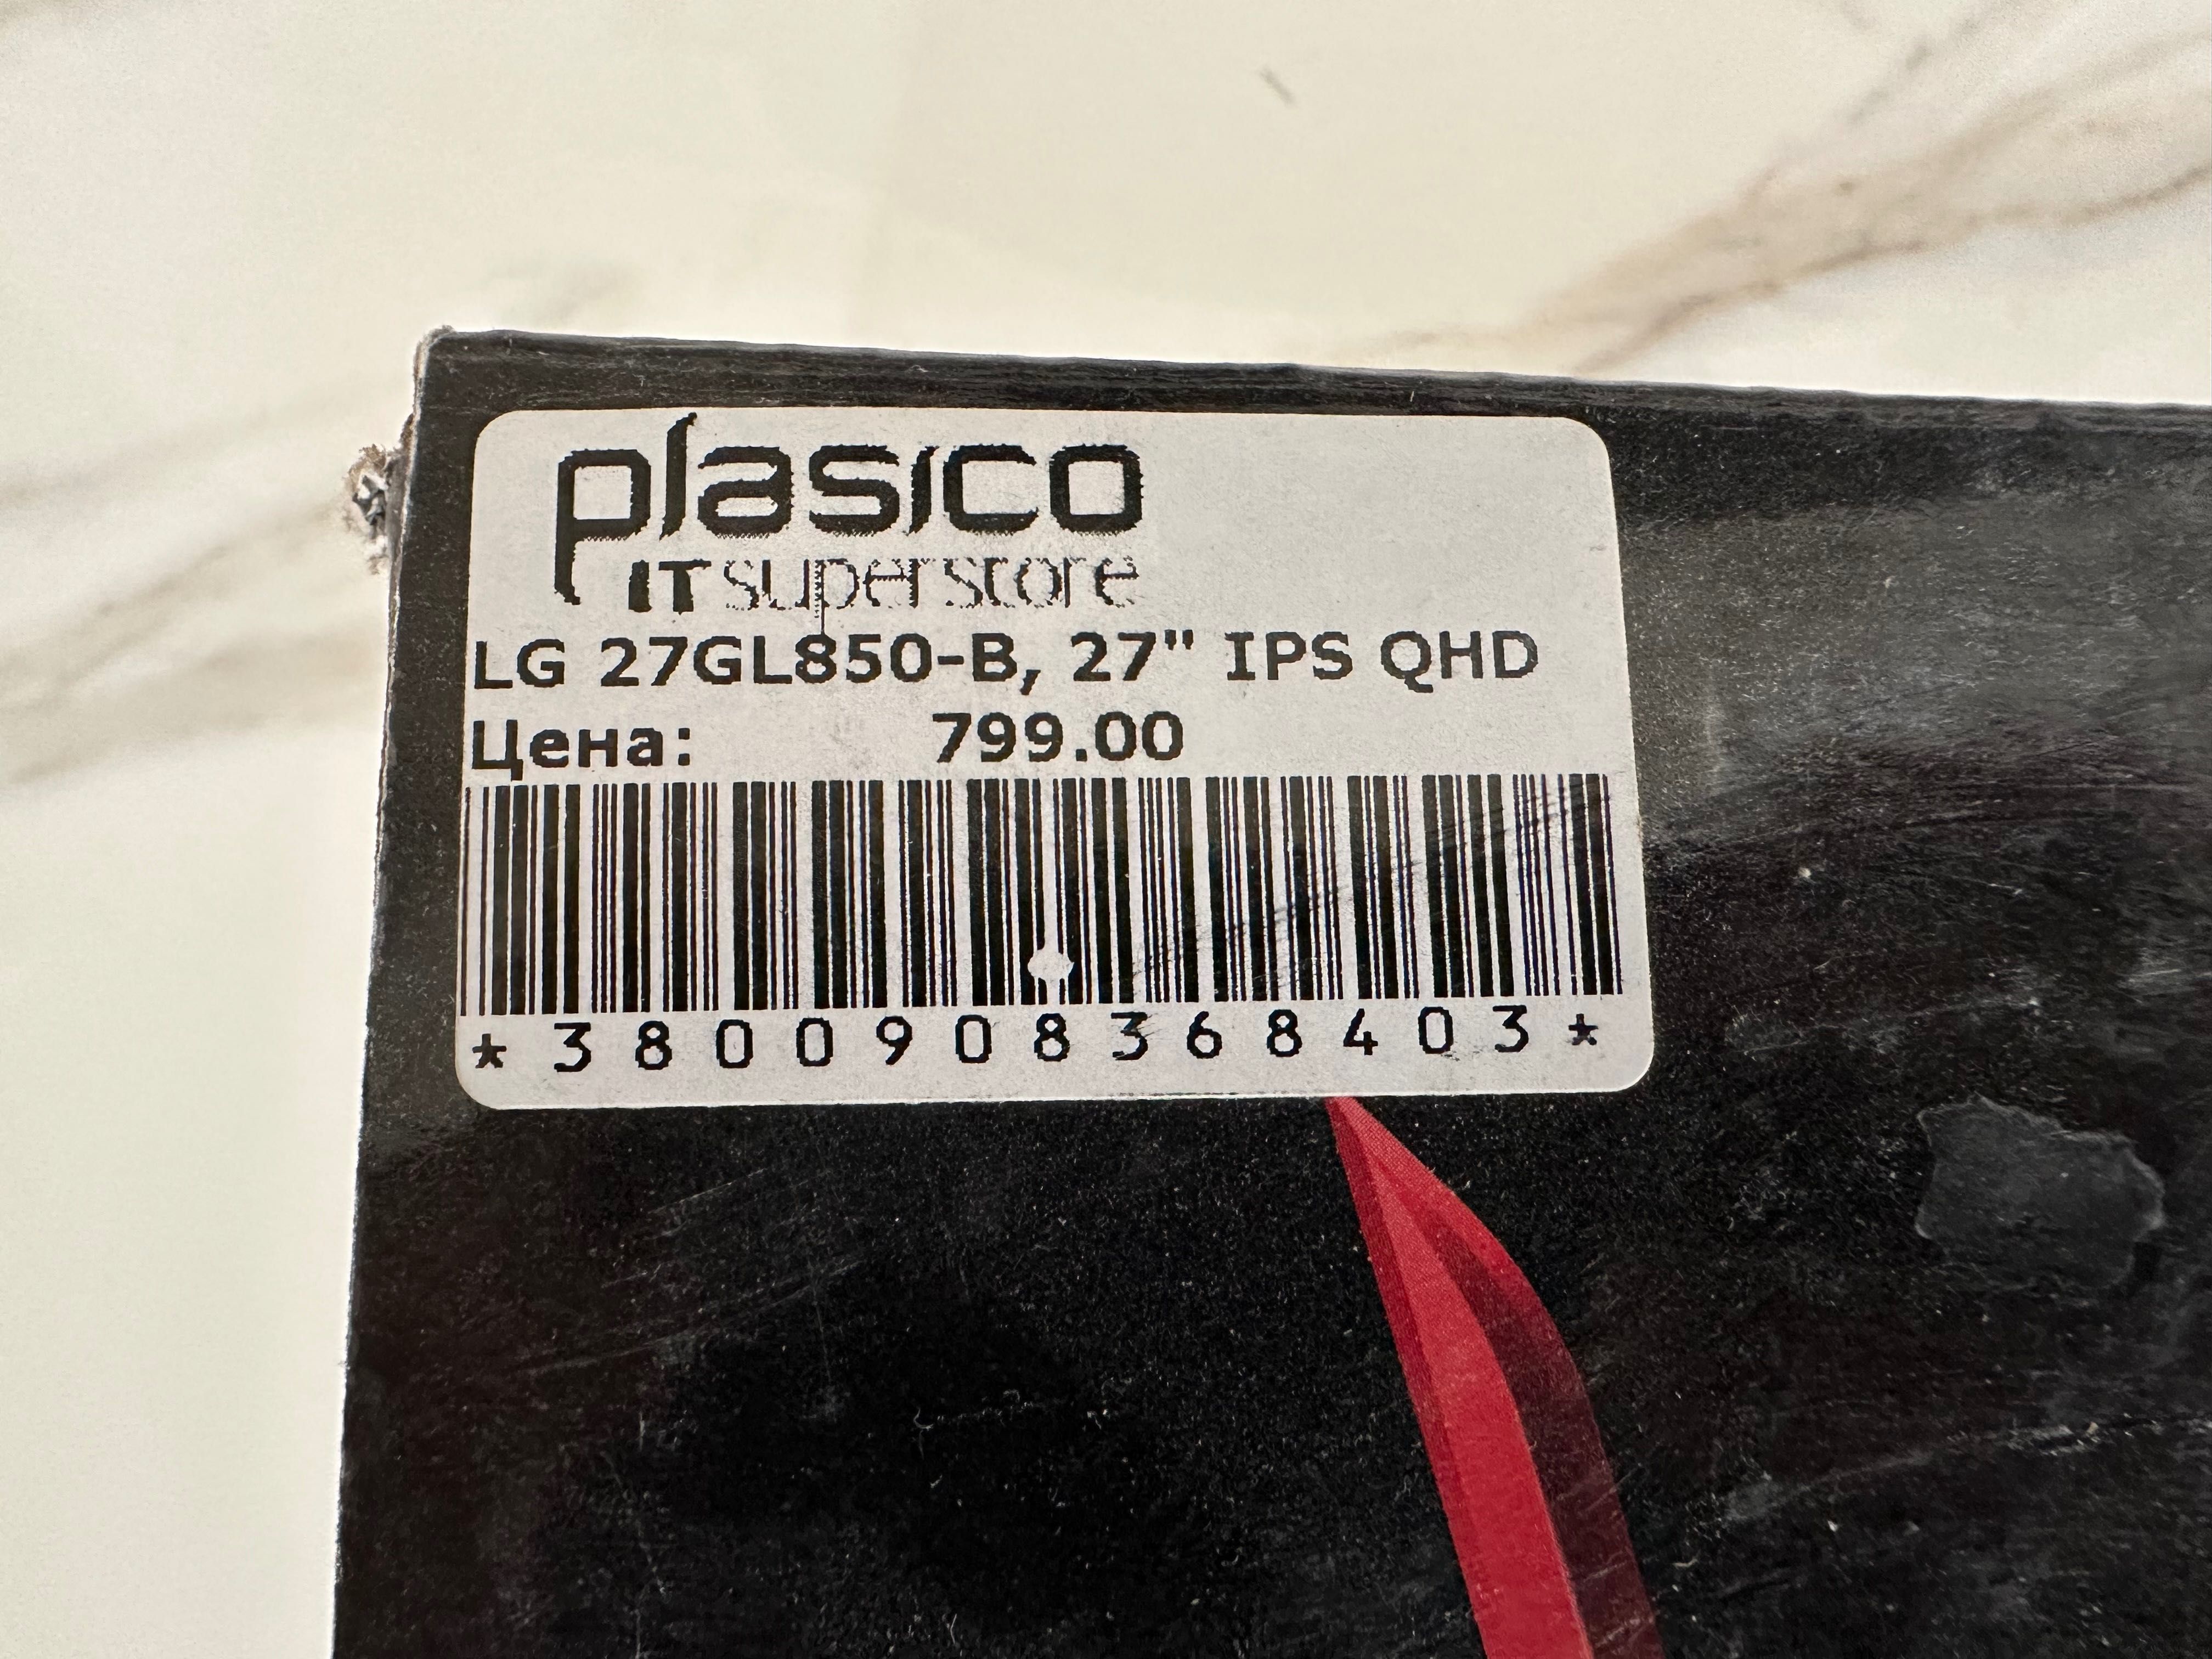 plasico
IT superstore
LG 27GL850-B, 27" IPS QHD
Цена: 799.00
*3800908368403*